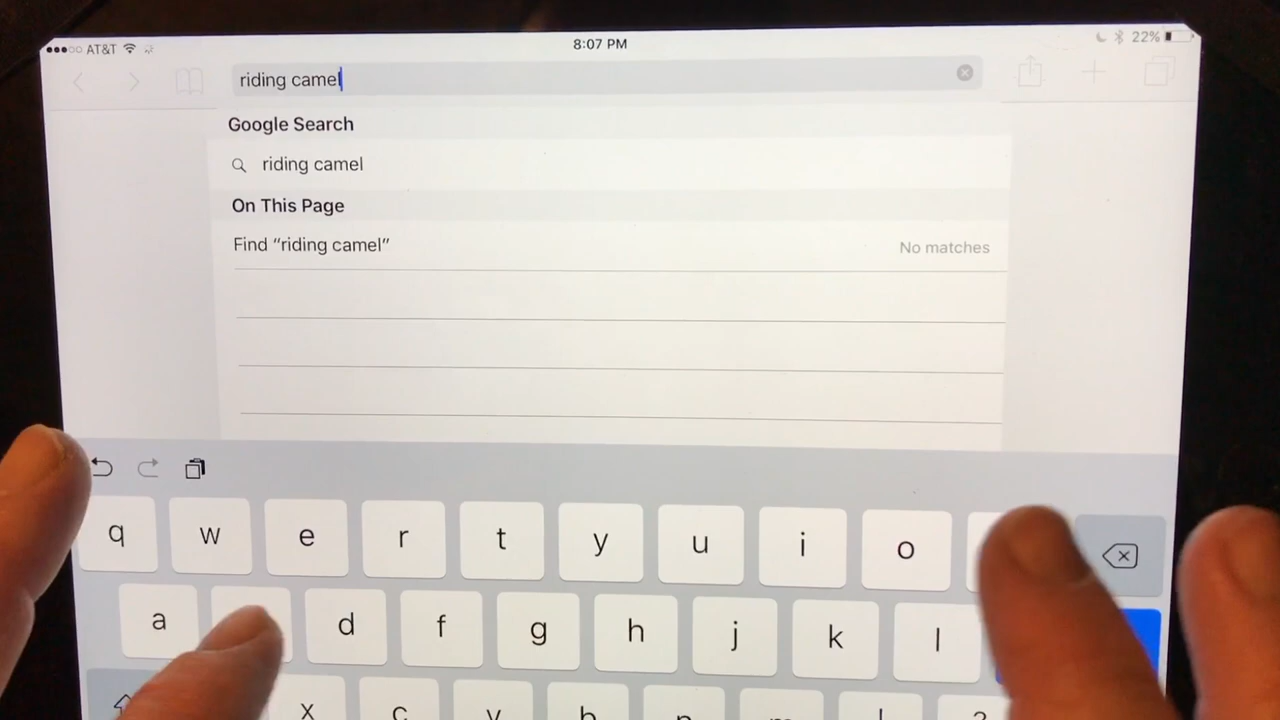 AT&T
8:07 PM
22%
riding camel
Google Search
riding camel
On This Page
Find “riding camel”
No matches
q w e r t y u i o
a d f g h j k l
x c v
! ?